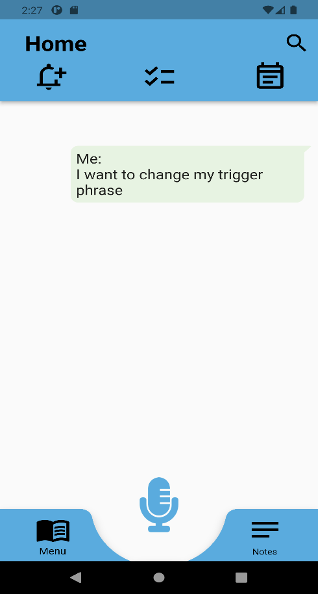 2:27
Home
Me:
I want to change my trigger
phrase
Menu
Notes